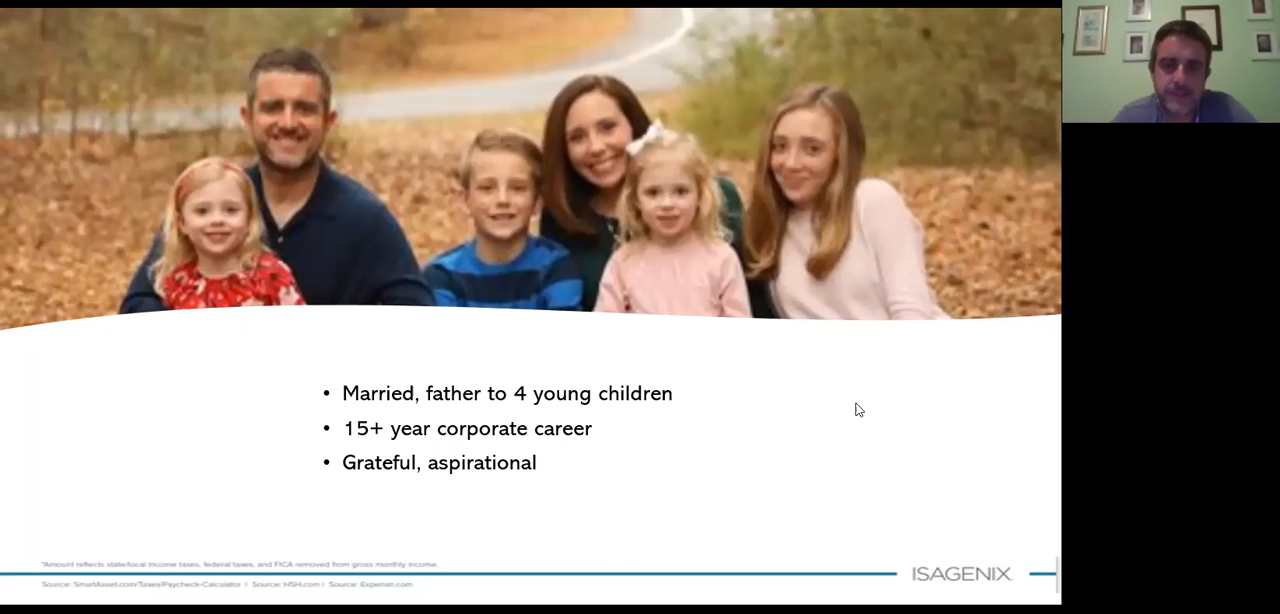 • Married, father to 4 young children
• 15+ year corporate career
• Grateful, aspirational
*Amount reflects state/local income taxes, federal taxes, and FICA removed from gross monthly income.
Source: SmartAsset.com/Taxes/Paycheck-Calculator | Source: HSH.com | Source: Experian.com
ISAGENIX